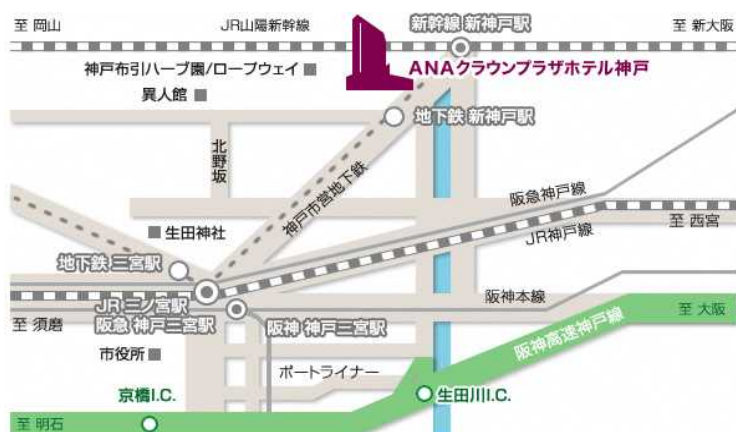 至 岡山
JR山陽新幹線
新幹線 新神戸駅
至 新大阪
神戸布引ハーブ園/ロープウェイ
ANAクラウンプラザホテル神戸
異人館
地下鉄 新神戸駅
北野坂
神戸市営地下鉄
阪急神戸線
生田神社
JR神戸線
至 西宮
地下鉄 三宮駅
JR 三ノ宮駅
阪急 神戸三宮駅
阪神 神戸三宮駅
阪神本線
至 大阪
至 須磨
阪神高速神戸線
市役所
ポートライナー
京橋I.C.
生田川I.C.
至 明石